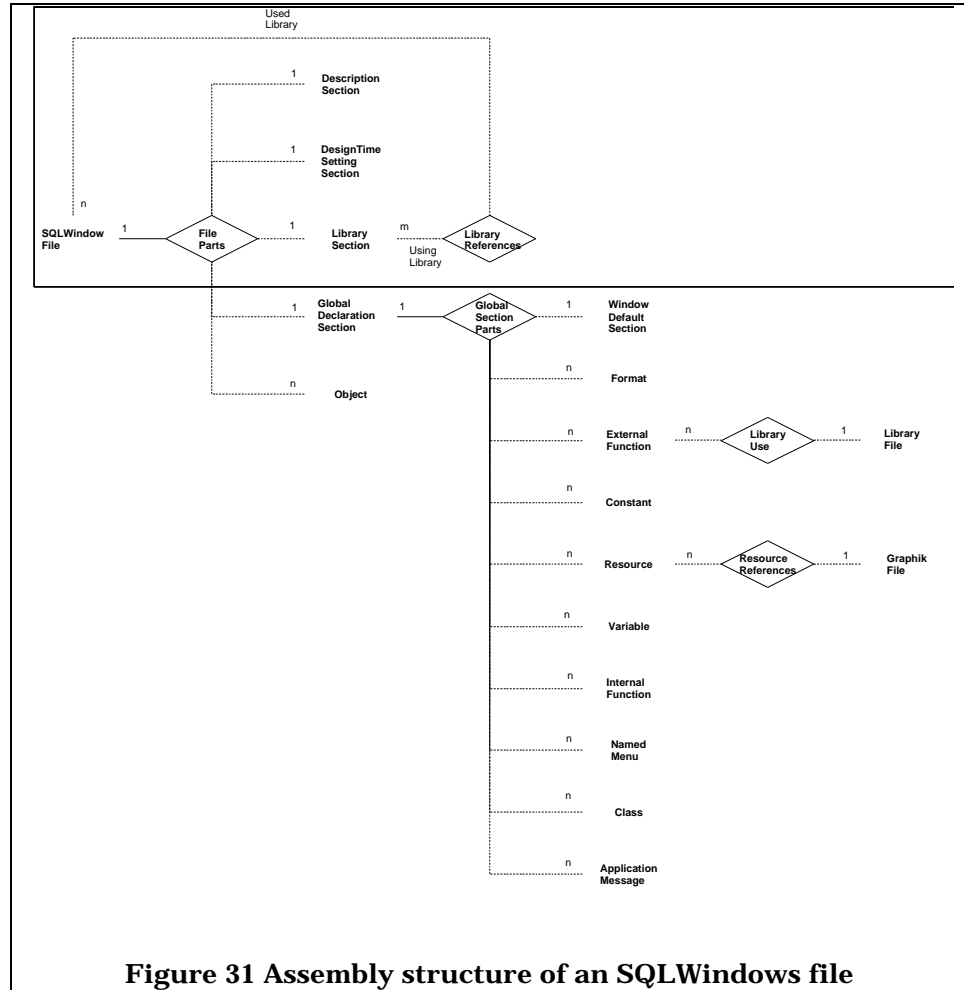 Used
Library
1
Description
Section
1
DesignTime
Setting
Section
n
SQLWindow
File
1
File
Parts
1
Library
Section
m
Using
Library
Library
References
1
Global
Declaration
Section
1
Global
Section
Parts
1
Window
Default
Section
n
Object
n
Format
n
External
Function
n
Library
Use
1
Library
File
n
Constant
n
Resource
n
Resource
References
1
Graphik
File
n
Variable
n
Internal
Function
n
Named
Menu
n
Class
n
Application
Message
Figure 31 Assembly structure of an SQLWindows file